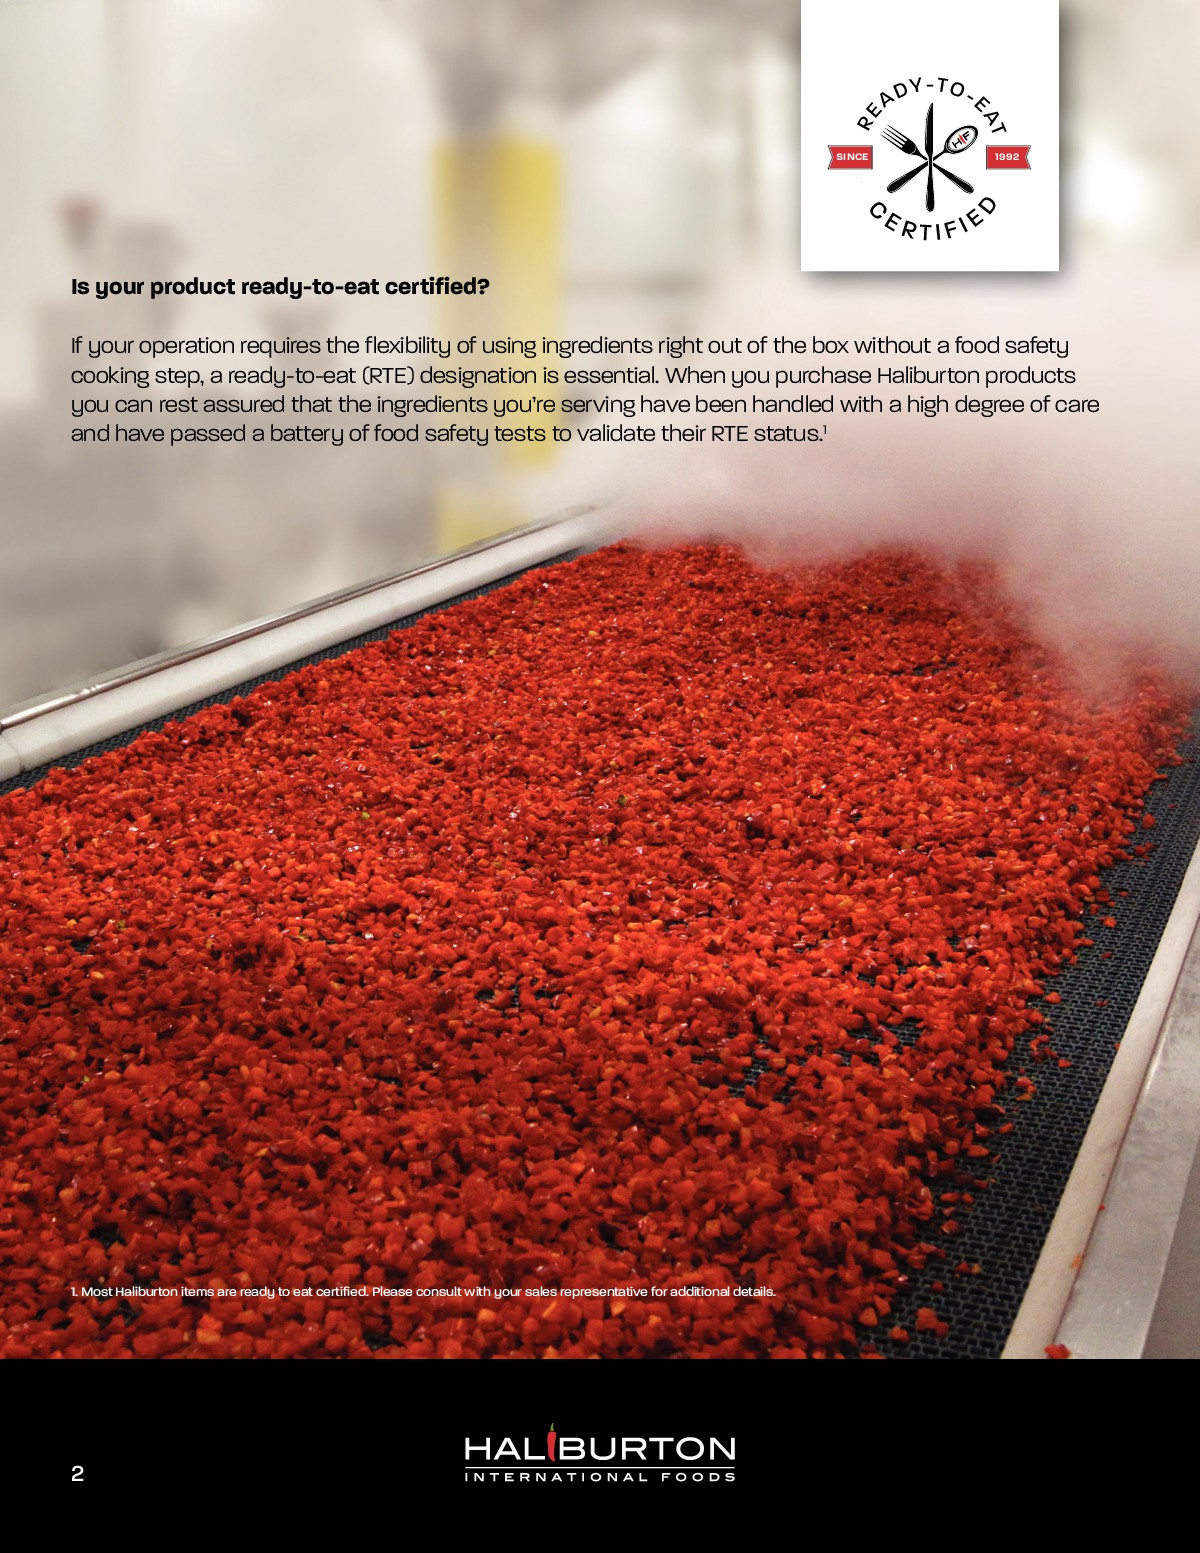 READY-TO-EAT
SINCE
HIF
1992
CERTIFIED
Is your product ready-to-eat certified?
If your operation requires the flexibility of using ingredients right out of the box without a food safety
cooking step, a ready-to-eat (RTE) designation is essential. When you purchase Haliburton products
you can rest assured that the ingredients you're serving have been handled with a high degree of care
and have passed a battery of food safety tests to validate their RTE status.¹
1. Most Haliburton items are ready to eat certified. Please consult with your sales representative for additional details.
2
HALIBURTON
INTERNATIONAL FOODS